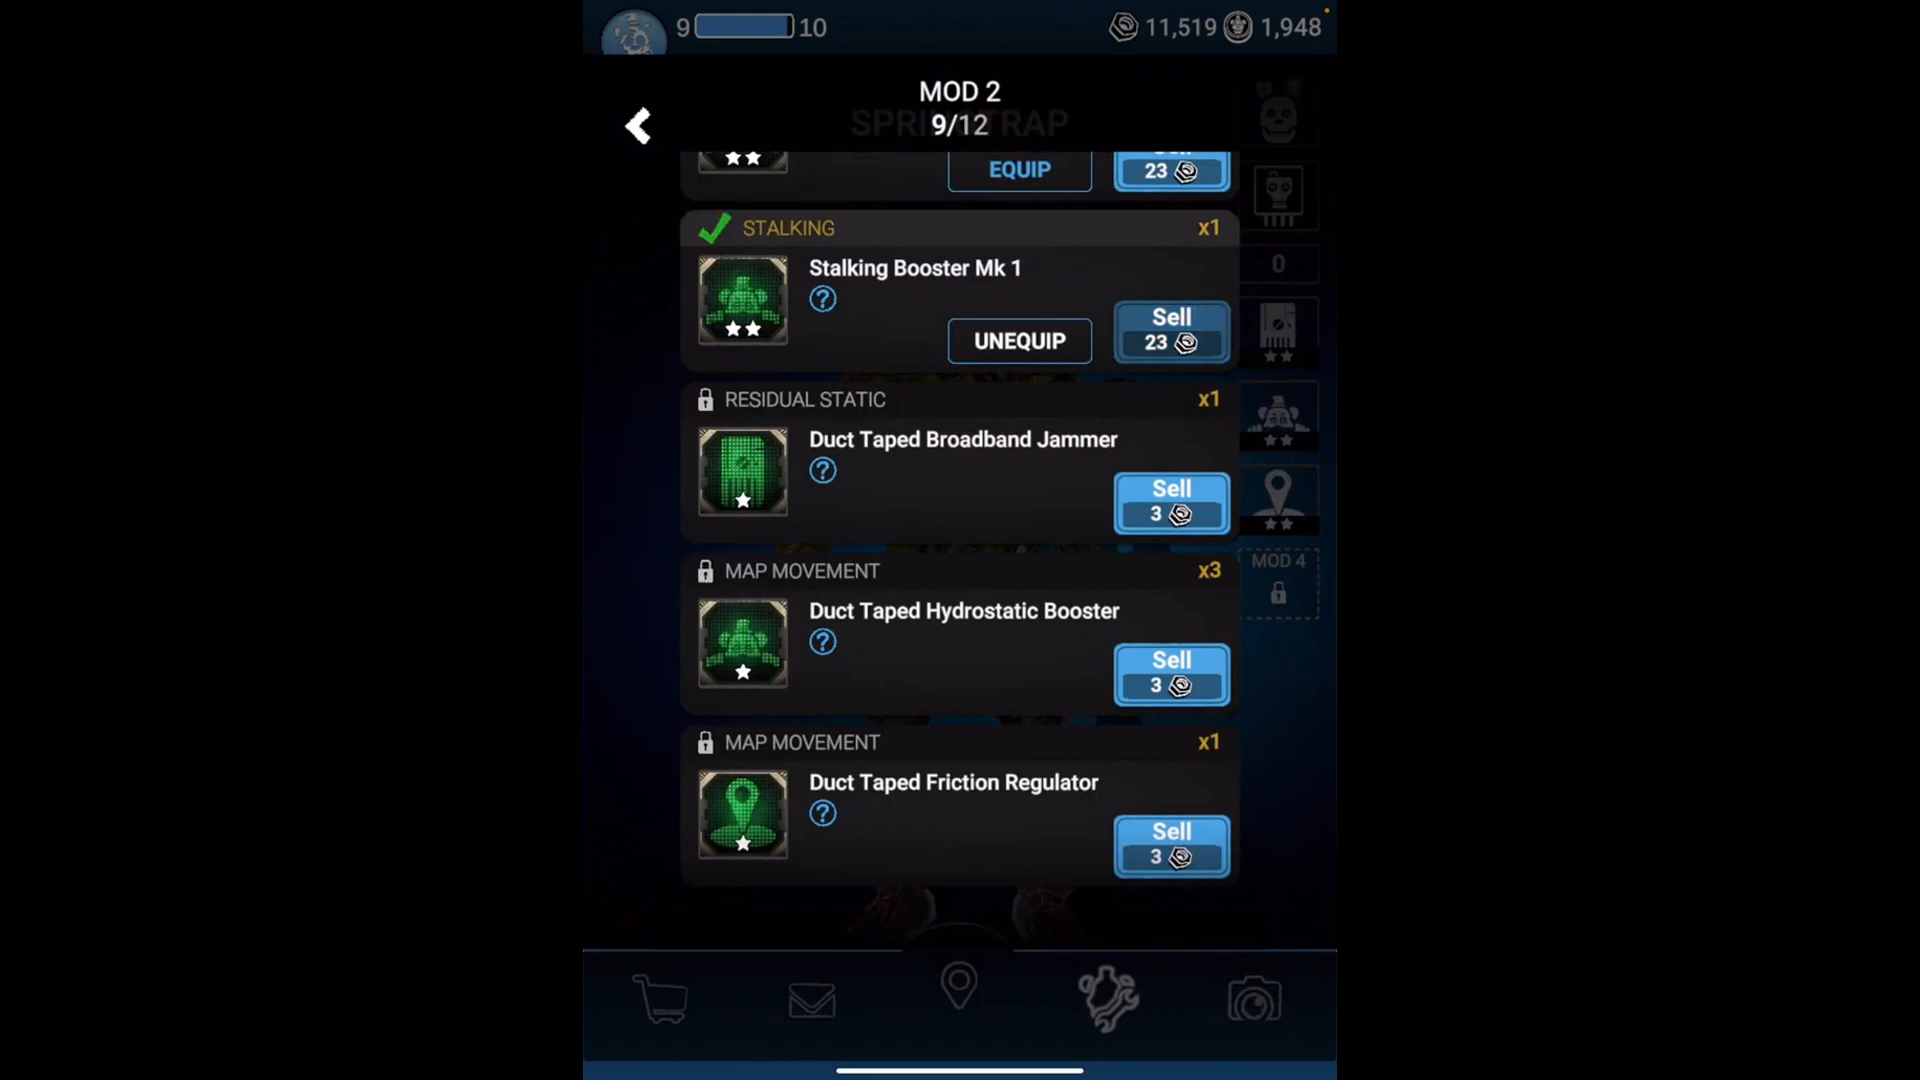 9 10 11,519 1,948
MOD 2
SPRINGTRAP
9/12
EQUIP
Sell
23
STALKING x1
Stalking Booster Mk 1
?
UNEQUIP
Sell
23
0
RESIDUAL STATIC x1
Duct Taped Broadband Jammer
?
Sell
3
MAP MOVEMENT x3
Duct Taped Hydrostatic Booster
?
Sell
3
MOD 4
MAP MOVEMENT x1
Duct Taped Friction Regulator
?
Sell
3